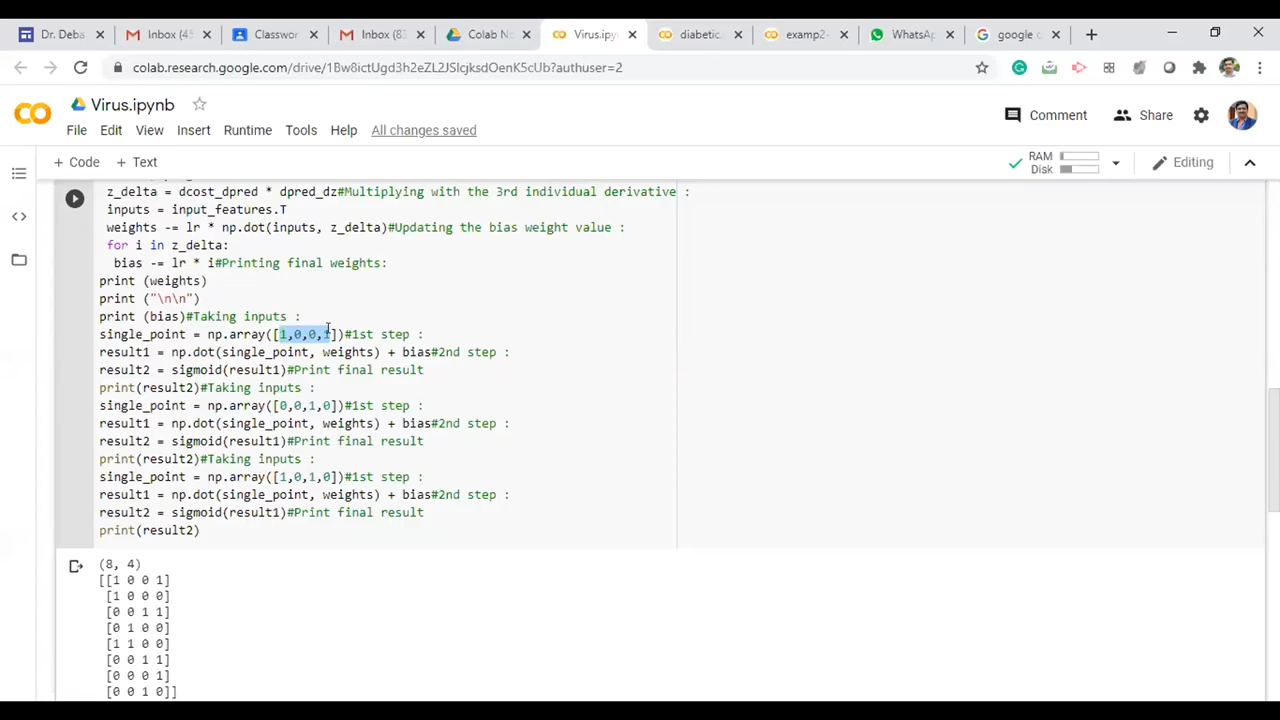 Dr. Deba
Inbox (45
Classwor
Inbox (83
Colab No
Virus.ipynb
diabetic.
examp2
WhatsAp
google c
colab.research.google.com/drive/1Bw8ictUgd3h2eZL2JSlcjksdOenK5cUb?authuser=2
Virus.ipynb
Comment
Share
File Edit View Insert Runtime Tools Help All changes saved
+ Code + Text
RAM
Disk
Editing
z_delta = dcost_dpred * dpred_dz#Multiplying with the 3rd individual derivative :
inputs = input_features.T
weights -= lr * np.dot(inputs, z_delta)#Updating the bias weight value :
for i in z_delta:
bias -= lr * i#Printing final weights:
print (weights)
print ("\n\n")
print (bias)#Taking inputs :
single_point = np.array([1,0,0,1])#1st step :
result1 = np.dot(single_point, weights) + bias#2nd step :
result2 = sigmoid(result1)#Print final result
print(result2)#Taking inputs :
single_point = np.array([0,0,1,0])#1st step :
result1 = np.dot(single_point, weights) + bias#2nd step :
result2 = sigmoid(result1)#Print final result
print(result2)#Taking inputs :
single_point = np.array([1,0,1,0])#1st step :
result1 = np.dot(single_point, weights) + bias#2nd step :
result2 = sigmoid(result1)#Print final result
print(result2)
(8, 4)
[[1 0 0 1]
[1 0 0 0]
[0 0 1 1]
[0 1 0 0]
[1 1 0 0]
[0 0 1 1]
[0 0 0 1]
[0 0 1 0]]